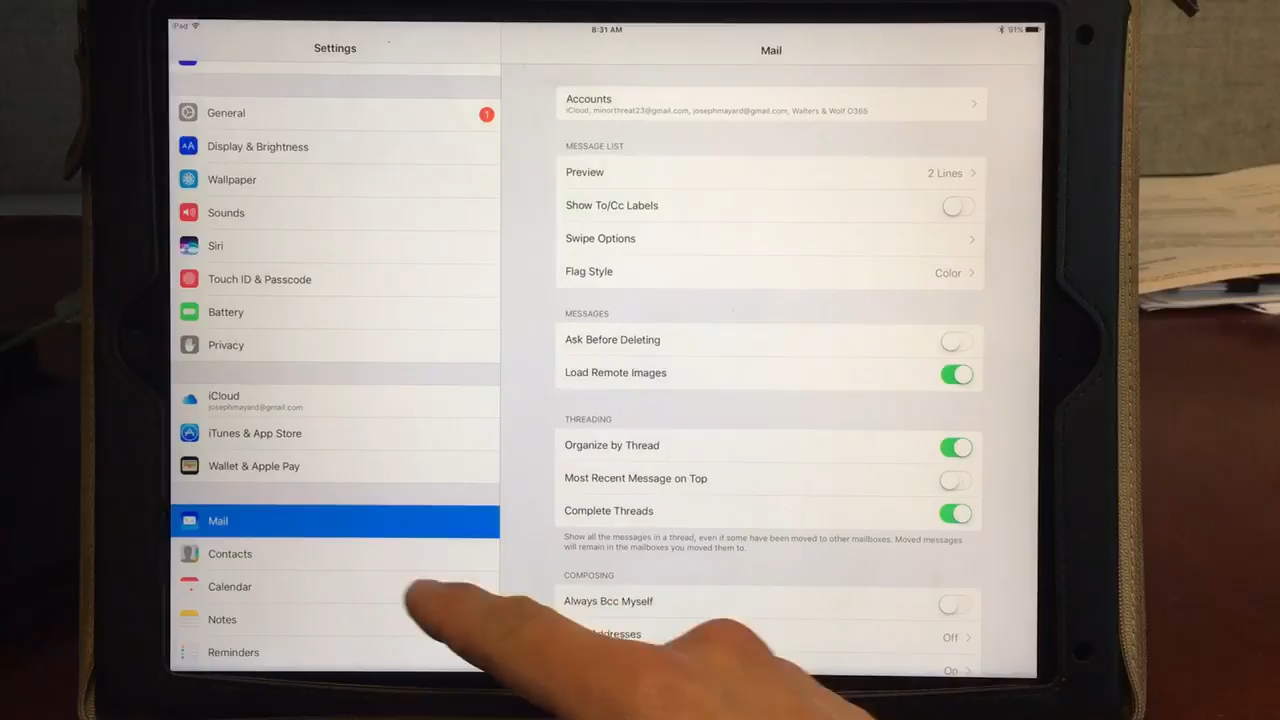 iPad
8:31 AM
91%
Settings
General
1
Display & Brightness
AA
Wallpaper
Sounds
Siri
Touch ID & Passcode
Battery
Privacy
iCloud
josephmayard@gmail.com
iTunes & App Store
Wallet & Apple Pay
Mail
Contacts
Calendar
Notes
Reminders
Mail
Accounts
iCloud, minorthreat23@gmail.com, josephmayard@gmail.com, Walters & Wolf O365
MESSAGE LIST
Preview 2 Lines
Show To/Cc Labels
Swipe Options
Flag Style Color
MESSAGES
Ask Before Deleting
Load Remote Images
THREADING
Organize by Thread
Most Recent Message on Top
Complete Threads
Show all the messages in a thread, even if some have been moved to other mailboxes. Moved messages
will remain in the mailboxes you moved them to.
COMPOSING
Always Bcc Myself
Addresses Off
On